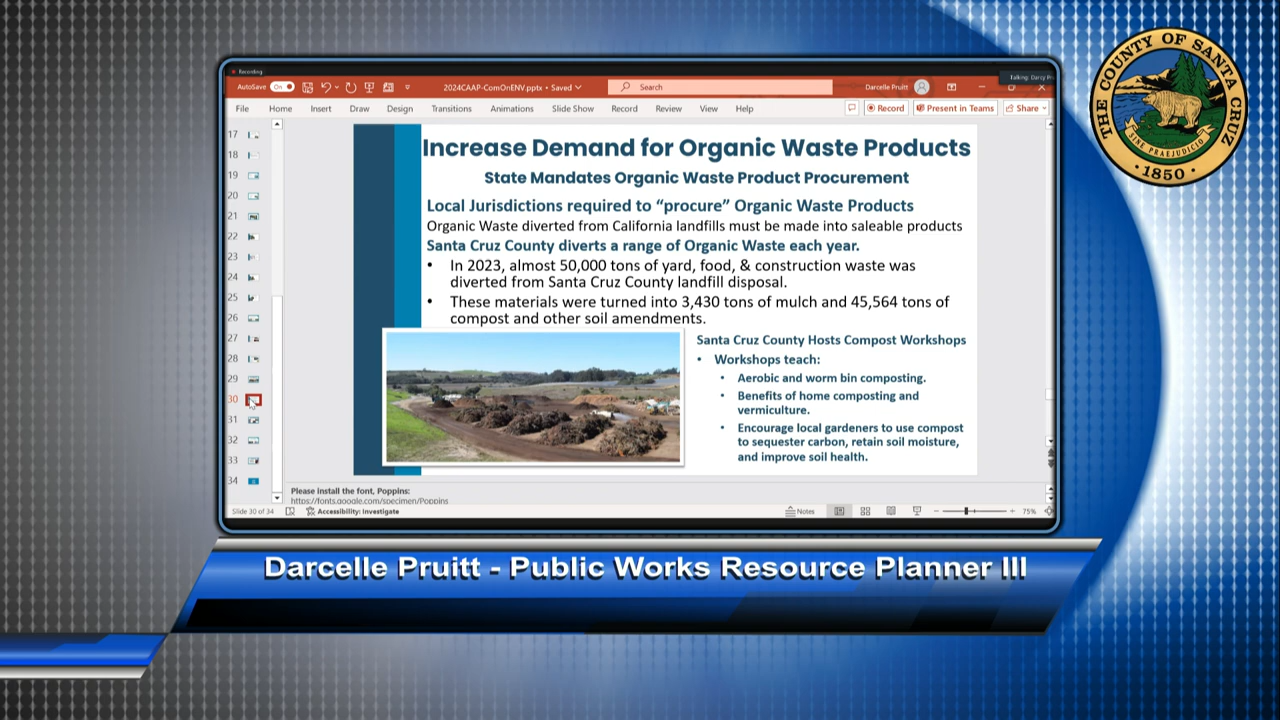 Recording
Talking: Darcy Pr
AutoSave On 2024CAAP-ComOnENV.pptx • Saved Search Darcelle Pruitt
File Home Insert Draw Design Transitions Animations Slide Show Record Review View Help Record Present in Teams Share
17
18
19
20
21
22
23
24
25
26
27
28
29
30
31
32
33
34
Increase Demand for Organic Waste Products
State Mandates Organic Waste Product Procurement
Local Jurisdictions required to “procure” Organic Waste Products
Organic Waste diverted from California landfills must be made into saleable products
Santa Cruz County diverts a range of Organic Waste each year.
• In 2023, almost 50,000 tons of yard, food, & construction waste was
diverted from Santa Cruz County landfill disposal.
• These materials were turned into 3,430 tons of mulch and 45,564 tons of
compost and other soil amendments.
Santa Cruz County Hosts Compost Workshops
• Workshops teach:
• Aerobic and worm bin composting.
• Benefits of home composting and
vermiculture.
• Encourage local gardeners to use compost
to sequester carbon, retain soil moisture,
and improve soil health.
Please install the font, Poppins:
https://fonts.google.com/specimen/Poppins
Slide 30 of 34 Accessibility: Investigate Notes 75%
THE COUNTY OF SANTA CRUZ
SINE PRAEJUDICIO
• 1850 •
Darcelle Pruitt - Public Works Resource Planner III